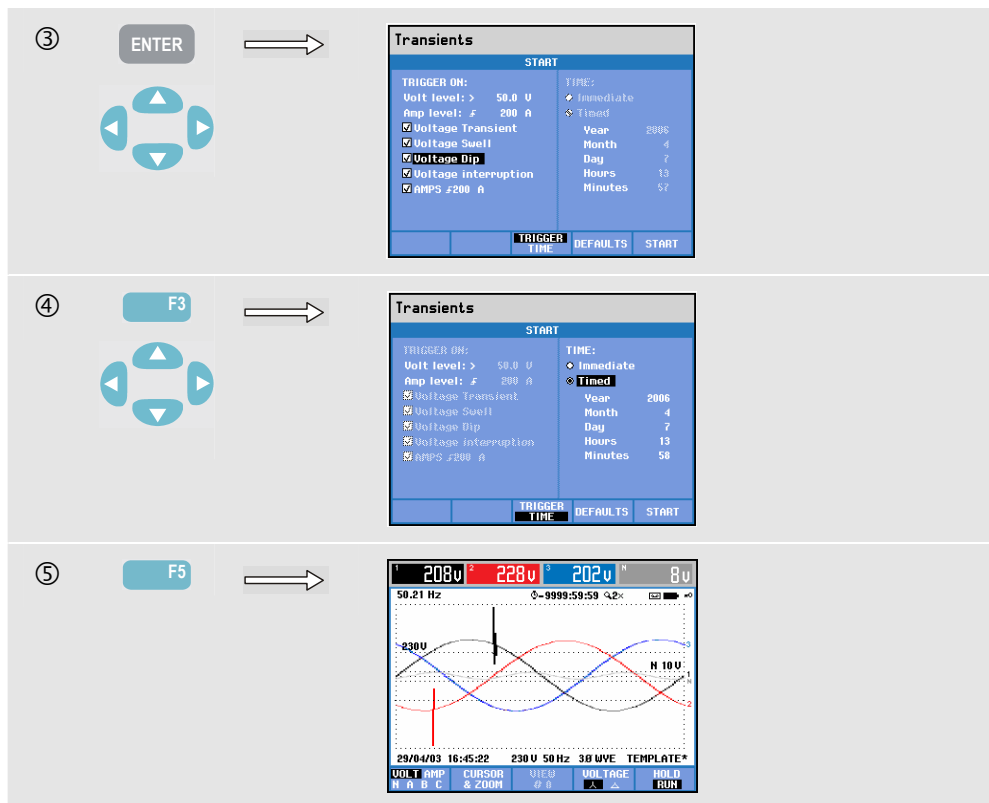 ③
ENTER
Transients
START
TRIGGER ON:
Volt level: > 50.0 V
Amp level: 200 A
Voltage Transient
Voltage Swell
Voltage Dip
Voltage interruption
AMPS 200 A
TIME:
Immediate
Timed
Year 2006
Month 4
Day 7
Hours 13
Minutes 57
TRIGGER
TIME
DEFAULTS
START
④
F3
Transients
START
TRIGGER ON:
Volt level: > 50.0 V
Amp level: 200 A
Voltage Transient
Voltage Swell
Voltage Dip
Voltage interruption
AMPS 200 A
TIME:
Immediate
Timed
Year 2006
Month 4
Day 7
Hours 13
Minutes 58
TRIGGER
TIME
DEFAULTS
START
⑤
F5
1 208V 2 228V 3 202V N 8V
50.21 Hz -9999:59:59 2×
230V
3
N 10 V
1
N
2
29/04/03 16:45:22 230 V 50 Hz 3Ø WYE TEMPLATE*
VOLT AMP
N A B C
CURSOR
& ZOOM
VIEW
VOLTAGE
HOLD
RUN